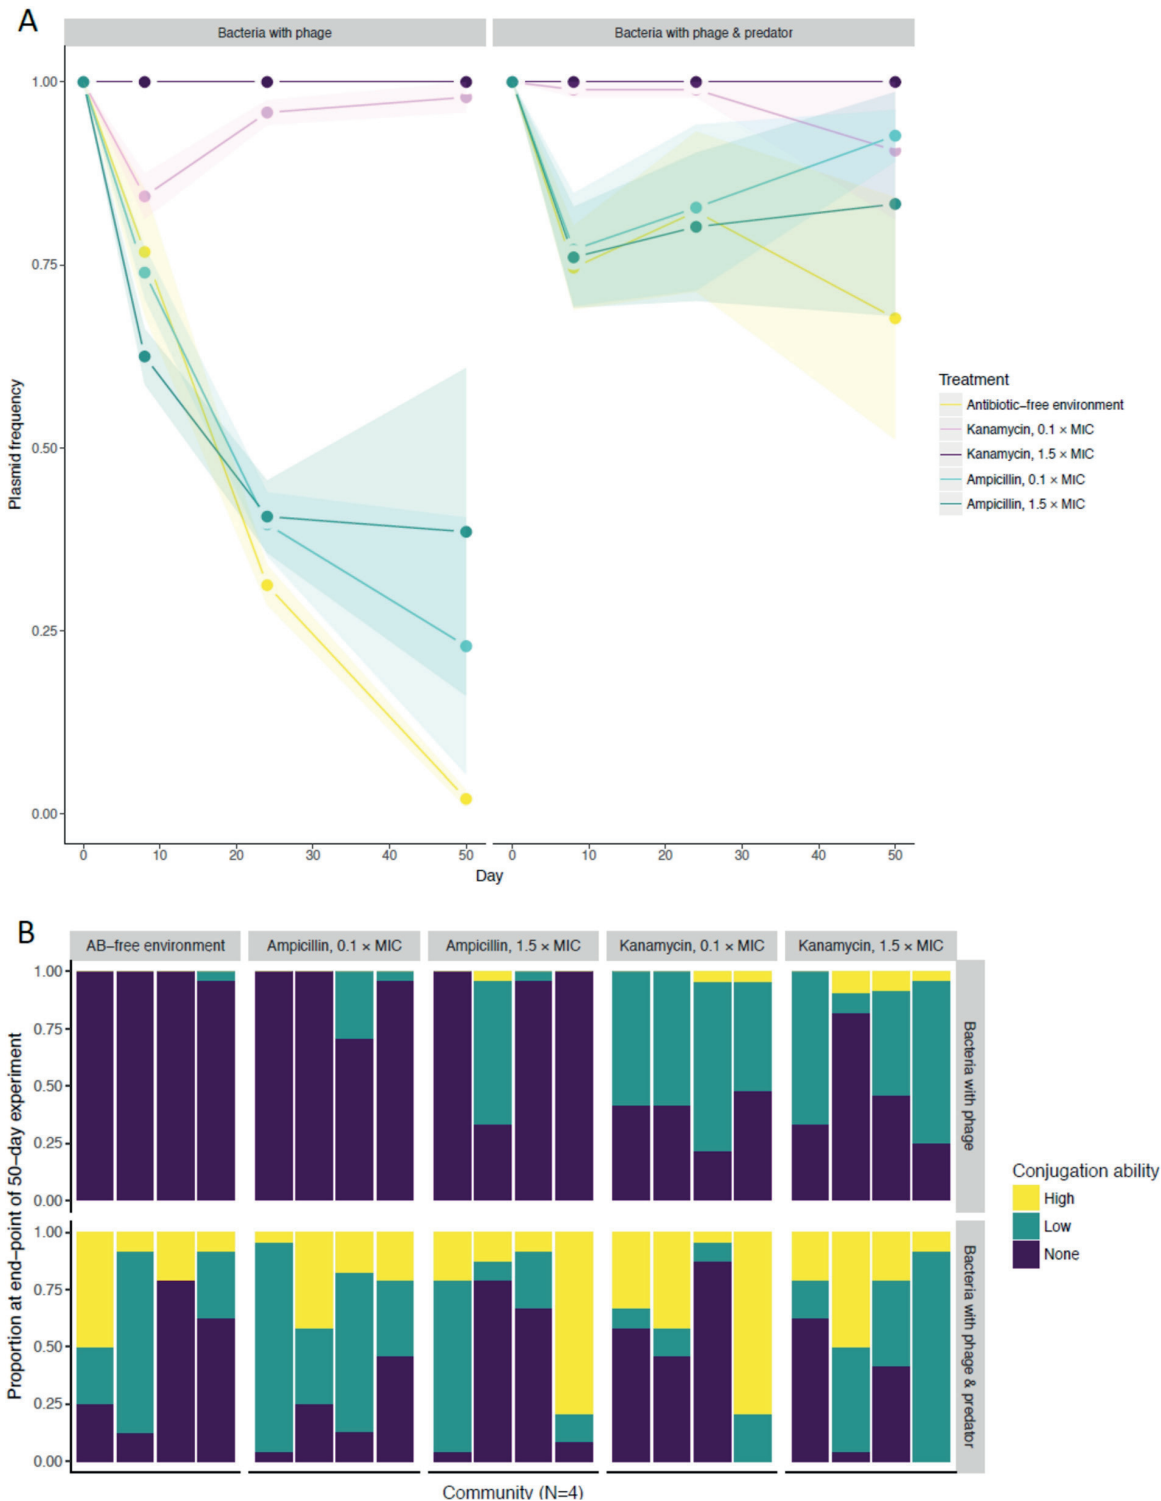 A
Bacteria with phage
Bacteria with phage & predator
1.00
0.75
0.50
0.25
0.00
Plasmid frequency
0 10 20 30 40 50
0 10 20 30 40 50
Day
Treatment
Antibiotic–free environment
Kanamycin, 0.1 × MIC
Kanamycin, 1.5 × MIC
Ampicillin, 0.1 × MIC
Ampicillin, 1.5 × MIC
B
AB–free environment
Ampicillin, 0.1 × MIC
Ampicillin, 1.5 × MIC
Kanamycin, 0.1 × MIC
Kanamycin, 1.5 × MIC
1.00
0.75
0.50
0.25
0.00
Bacteria with phage
1.00
0.75
0.50
0.25
0.00
Bacteria with phage & predator
Proportion at end–point of 50–day experiment
Community (N=4)
Conjugation ability
High
Low
None